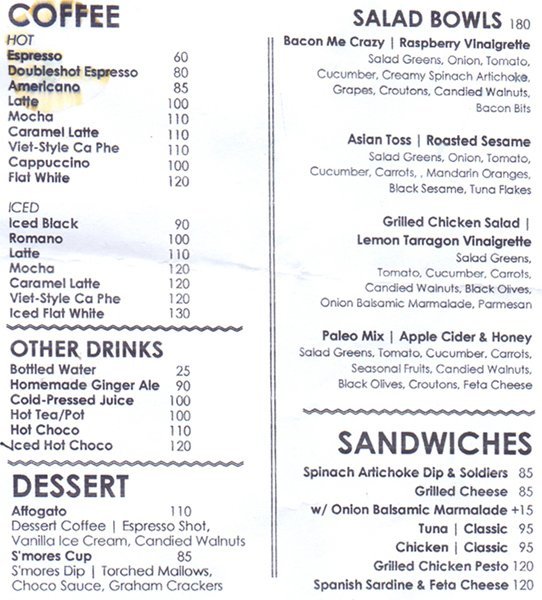 COFFEE
HOT
Espresso 60
Doubleshot Espresso 80
Americano 85
Latte 100
Mocha 110
Caramel Latte 110
Viet-Style Ca Phe 110
Cappuccino 100
Flat White 120
ICED
Iced Black 90
Romano 100
Latte 110
Mocha 120
Caramel Latte 120
Viet-Style Ca Phe 120
Iced Flat White 130
OTHER DRINKS
Bottled Water 25
Homemade Ginger Ale 90
Cold-Pressed Juice 100
Hot Tea/Pot 100
Hot Choco 110
Iced Hot Choco 120
DESSERT
Affogato 110
Dessert Coffee | Espresso Shot,
Vanilla Ice Cream, Candied Walnuts
S'mores Cup 85
S'mores Dip | Torched Mallows,
Choco Sauce, Graham Crackers
SALAD BOWLS 180
Bacon Me Crazy | Raspberry Vinaigrette
Salad Greens, Onion, Tomato,
Cucumber, Creamy Spinach Artichoke,
Grapes, Croutons, Candied Walnuts,
Bacon Bits
Asian Toss | Roasted Sesame
Salad Greens, Onion, Tomato,
Cucumber, Carrots, , Mandarin Oranges,
Black Sesame, Tuna Flakes
Grilled Chicken Salad |
Lemon Tarragon Vinaigrette
Salad Greens,
Tomato, Cucumber, Carrots,
Candied Walnuts, Black Olives,
Onion Balsamic Marmalade, Parmesan
Paleo Mix | Apple Cider & Honey
Salad Greens, Tomato, Cucumber, Carrots,
Seasonal Fruits, Candied Walnuts,
Black Olives, Croutons, Feta Cheese
SANDWICHES
Spinach Artichoke Dip & Soldiers 85
Grilled Cheese 85
w/ Onion Balsamic Marmalade +15
Tuna | Classic 95
Chicken | Classic 95
Grilled Chicken Pesto 120
Spanish Sardine & Feta Cheese 120